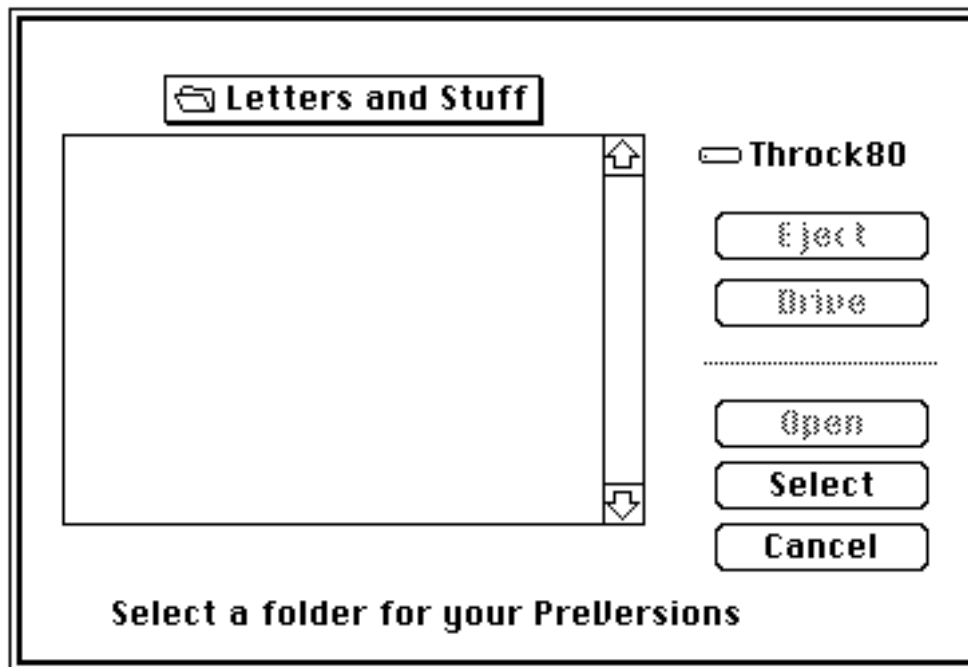 Letters and Stuff
Throck80
Eject
Drive
Open
Select
Cancel
Select a folder for your PreVersions